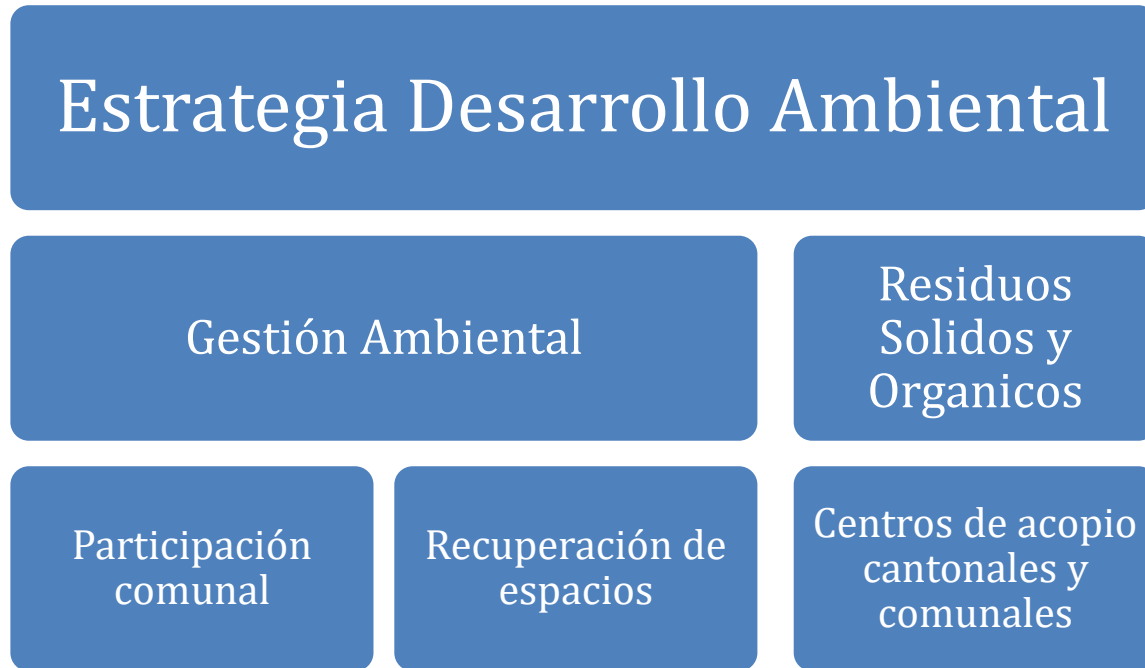 Estrategia Desarrollo Ambiental
Gestión Ambiental
Residuos
Solidos y
Organicos
Participación
comunal
Recuperación de
espacios
Centros de acopio
cantonales y
comunales